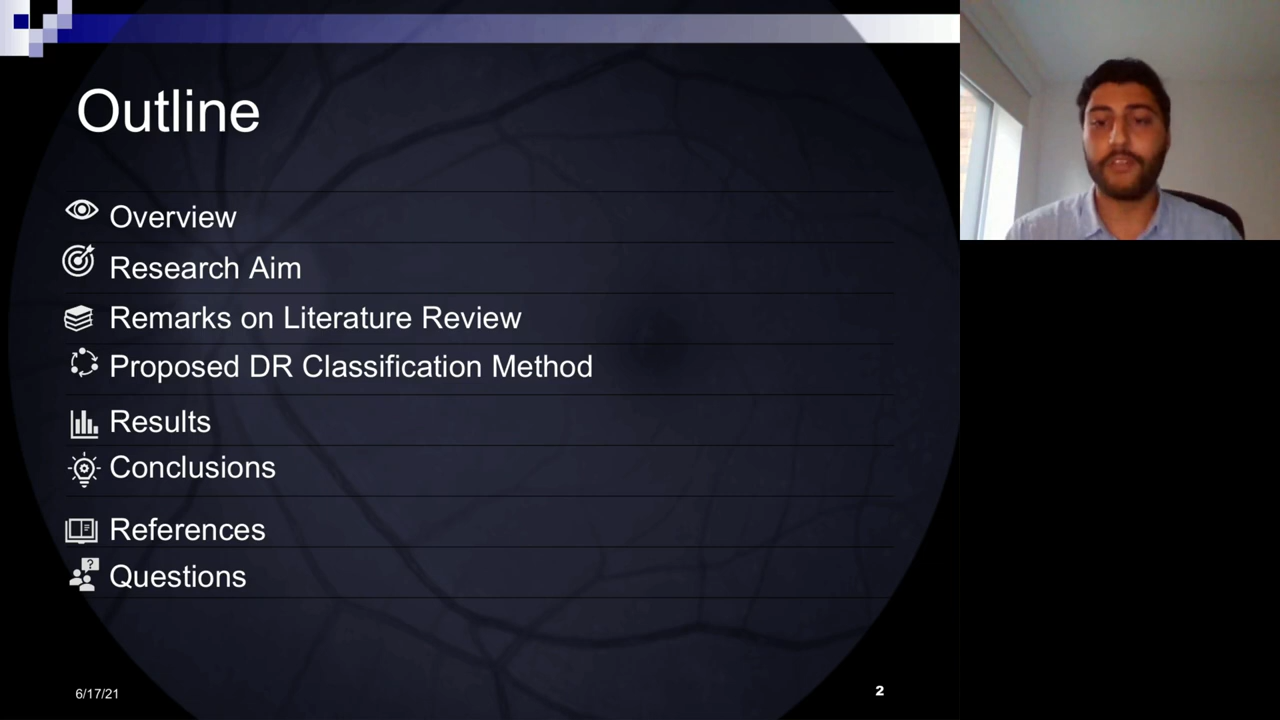 Outline
Overview
Research Aim
Remarks on Literature Review
Proposed DR Classification Method
Results
Conclusions
References
?
Questions
6/17/21
2